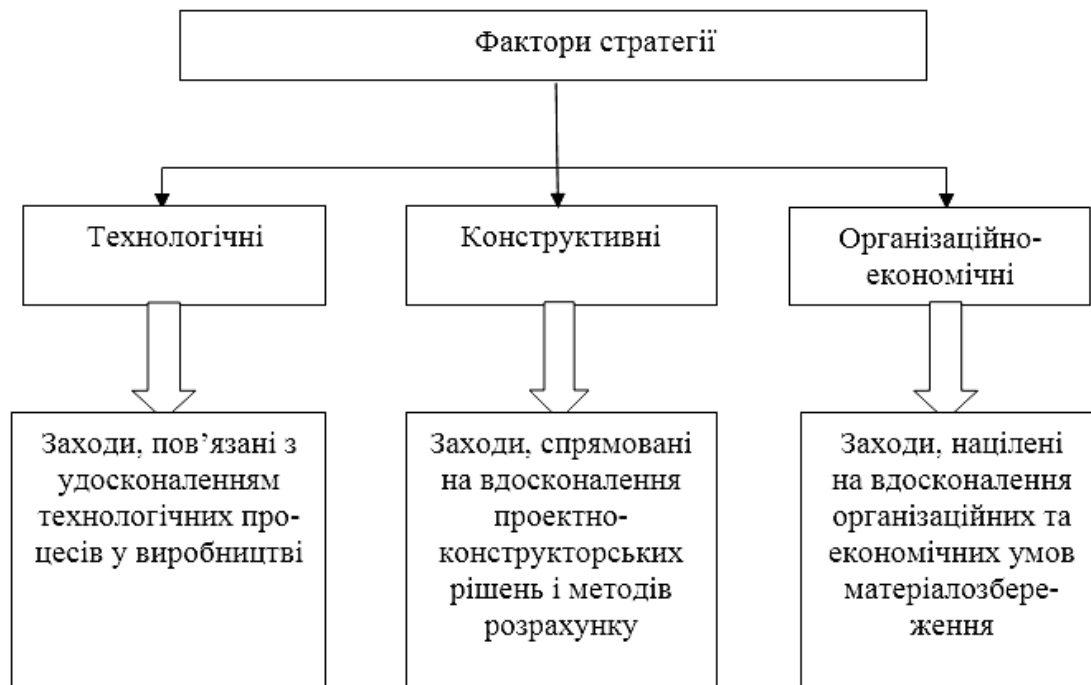 Фактори стратегії
Технологічні
Конструктивні
Організаційно-
економічні
Заходи, пов’язані з
удосконаленням
технологічних про-
цесів у виробництві
Заходи, спрямовані
на вдосконалення
проектно-
конструкторських
рішень і методів
розрахунку
Заходи, націлені
на вдосконалення
організаційних та
економічних умов
матеріалозбере-
ження